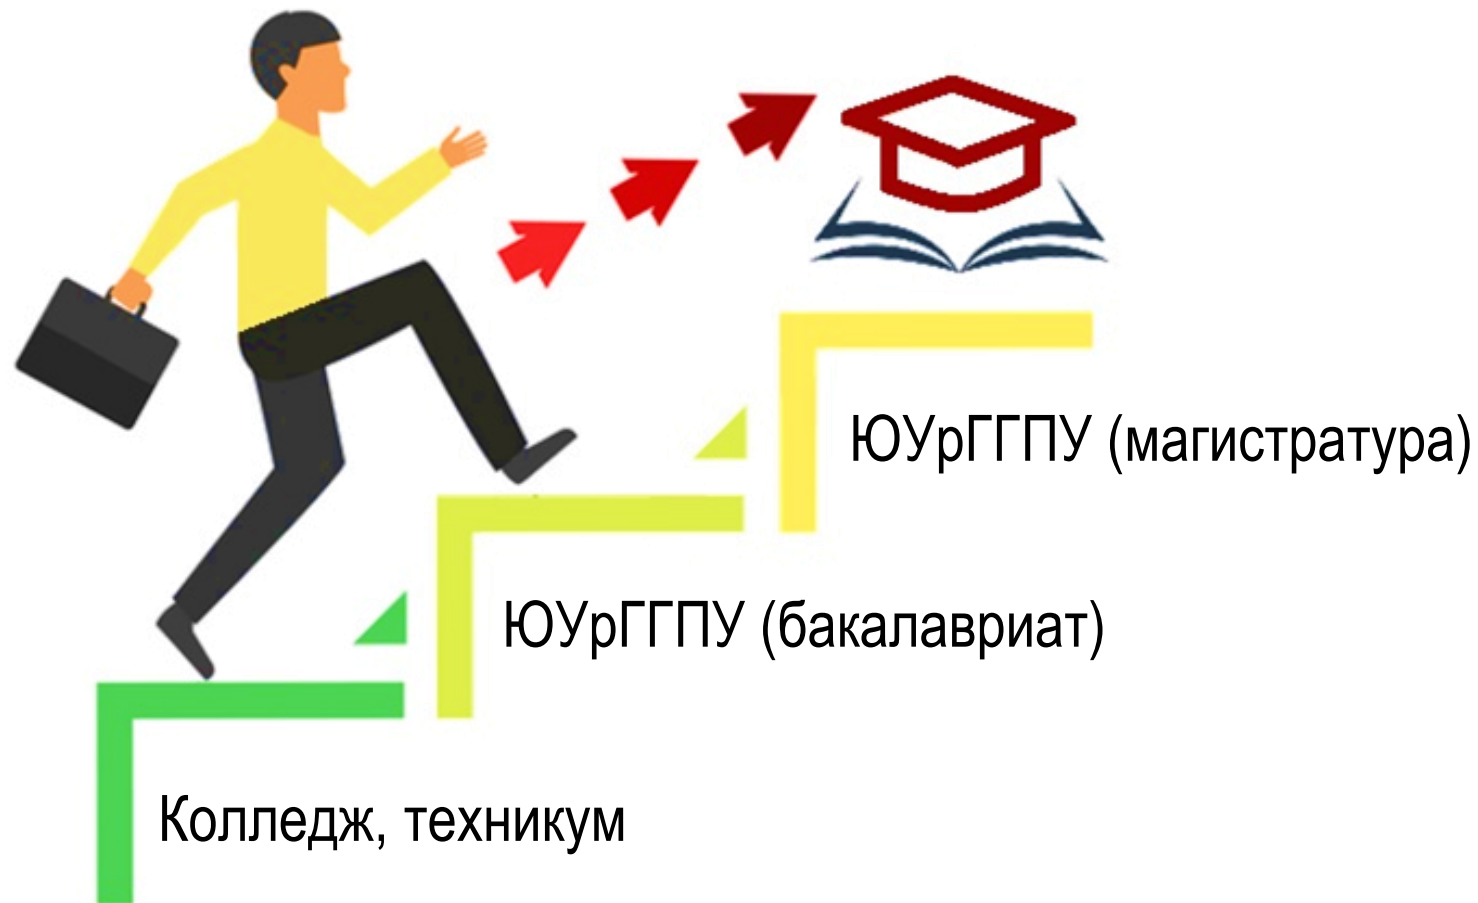 ЮУрГГПУ (магистратура)
ЮУрГГПУ (бакалавриат)
Колледж, техникум